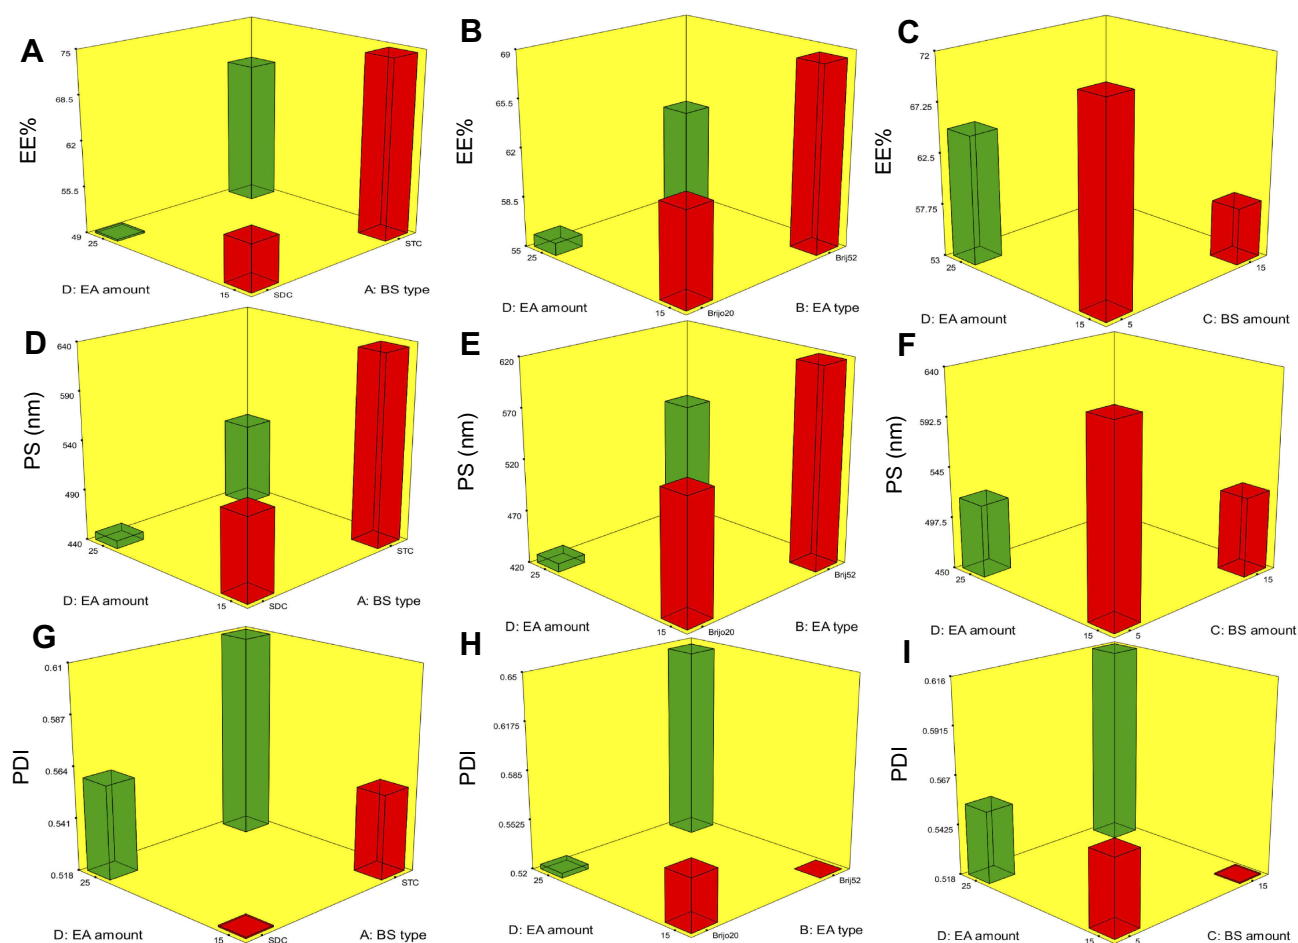 A
EE%
75
68.5
62
55.5
49
25
15
SDC
STC
D: EA amount
A: BS type
B
EE%
69
65.5
62
58.5
55
25
15
Brijo20
Brij52
D: EA amount
B: EA type
C
EE%
72
67.25
62.5
57.75
53
25
15
5
15
D: EA amount
C: BS amount
D
PS (nm)
640
590
540
490
440
25
15
SDC
STC
D: EA amount
A: BS type
E
PS (nm)
620
570
520
470
420
25
15
Brijo20
Brij52
D: EA amount
B: EA type
F
PS (nm)
640
592.5
545
497.5
450
25
15
5
15
D: EA amount
C: BS amount
G
PDI
0.61
0.587
0.564
0.541
0.518
25
15
SDC
STC
D: EA amount
A: BS type
H
PDI
0.65
0.6175
0.585
0.5525
0.52
25
15
Brijo20
Brij52
D: EA amount
B: EA type
I
PDI
0.616
0.5915
0.567
0.5425
0.518
25
15
5
15
D: EA amount
C: BS amount